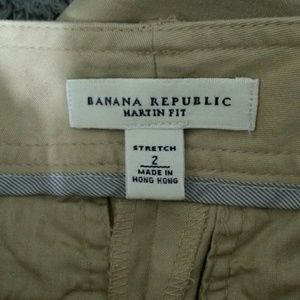 BANANA REPUBLIC
MARTIN FIT
STRETCH
2
MADE IN
HONG KONG